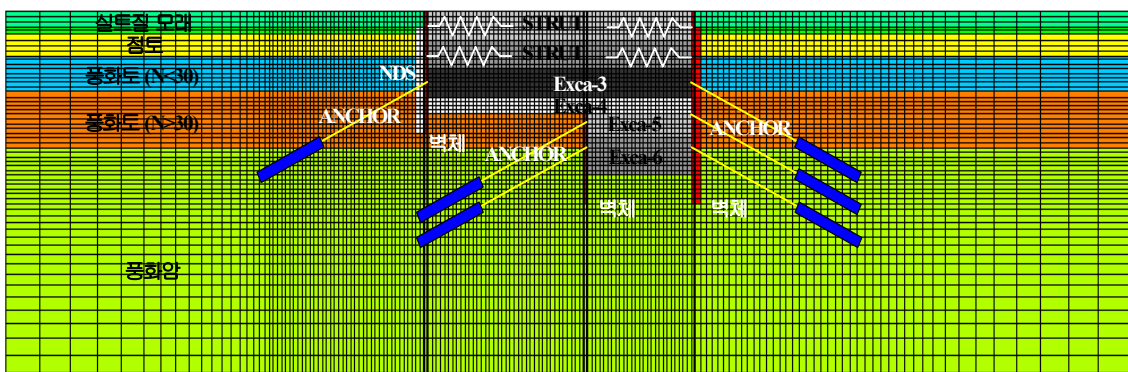 실트질 모래
STRUT
점토
STRUT
풍화토 (N<30)
NDS
Exca-3
Exca-4
풍화토 (N>30)
ANCHOR
Exca-5
ANCHOR
벽체
ANCHOR
Exca-6
벽체
벽체
풍화암